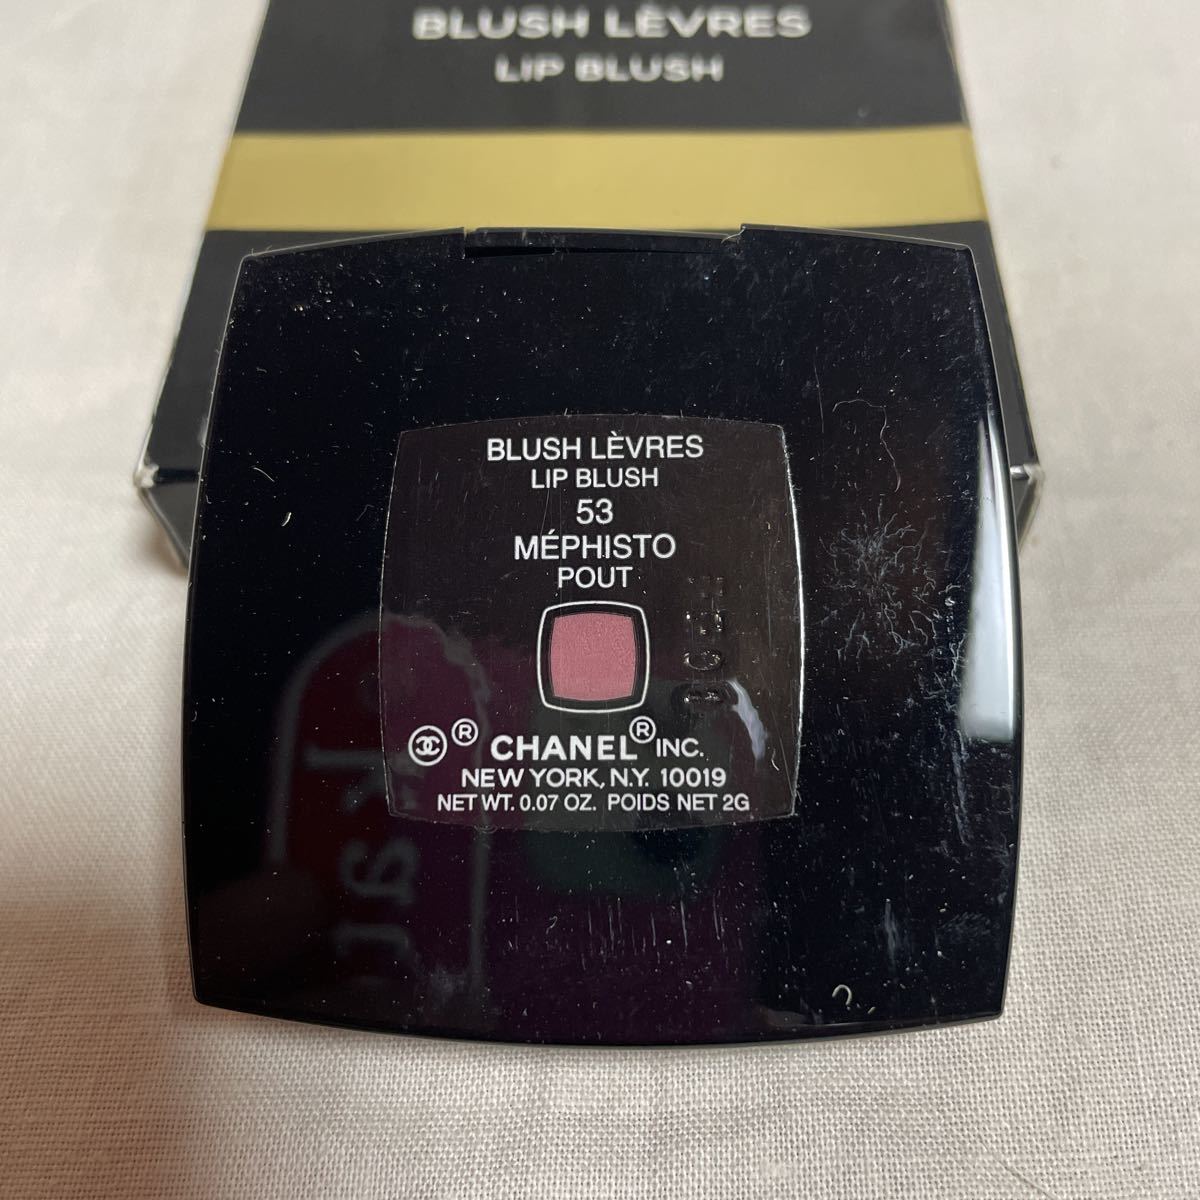 BLUSH LÈVRES
LIP BLUSH
BLUSH LÈVRES
LIP BLUSH
53
MÉPHISTO
POUT
® CHANEL® INC.
NEW YORK, N.Y. 10019
NET WT. 0.07 OZ. POIDS NET 2G